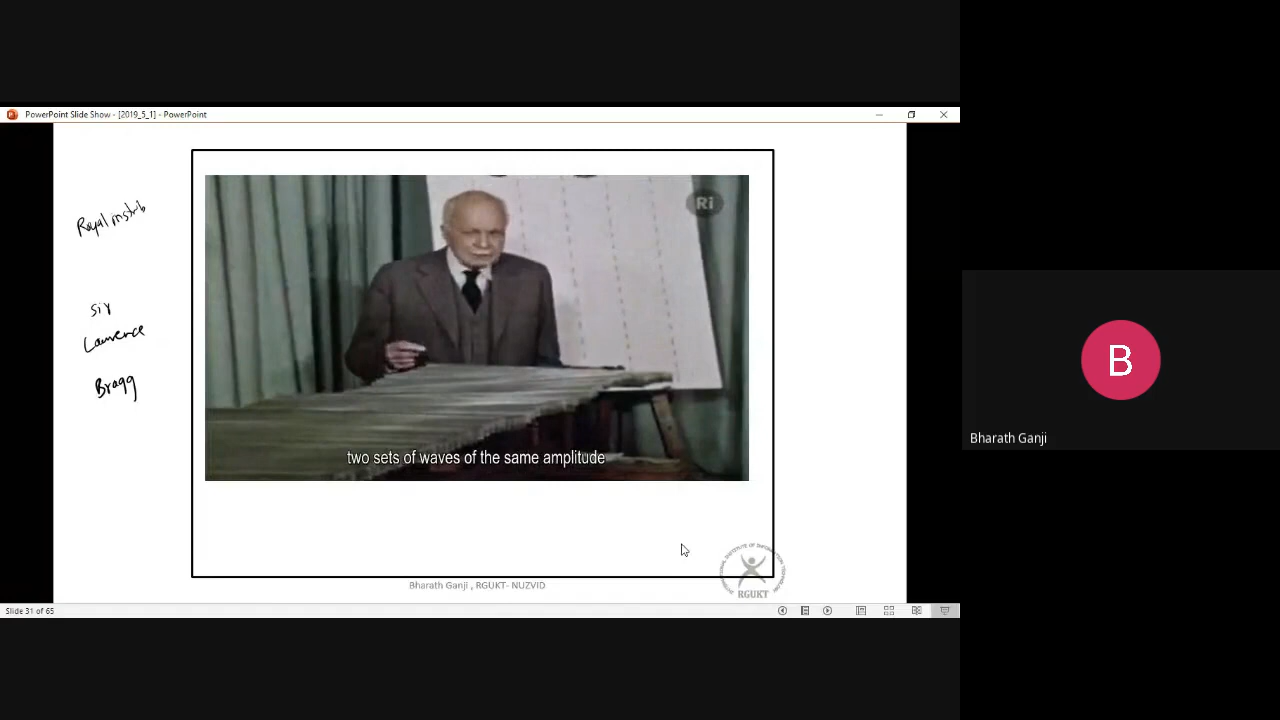 PowerPoint Slide Show - [2019_5_1] - PowerPoint
Ri
Royal
Sir
Lawrence
Bragg
two sets of waves of the same amplitude
B
Bharath Ganji
RGUKT
Bharath Ganji , RGUKT- NUZVID
Slide 31 of 65